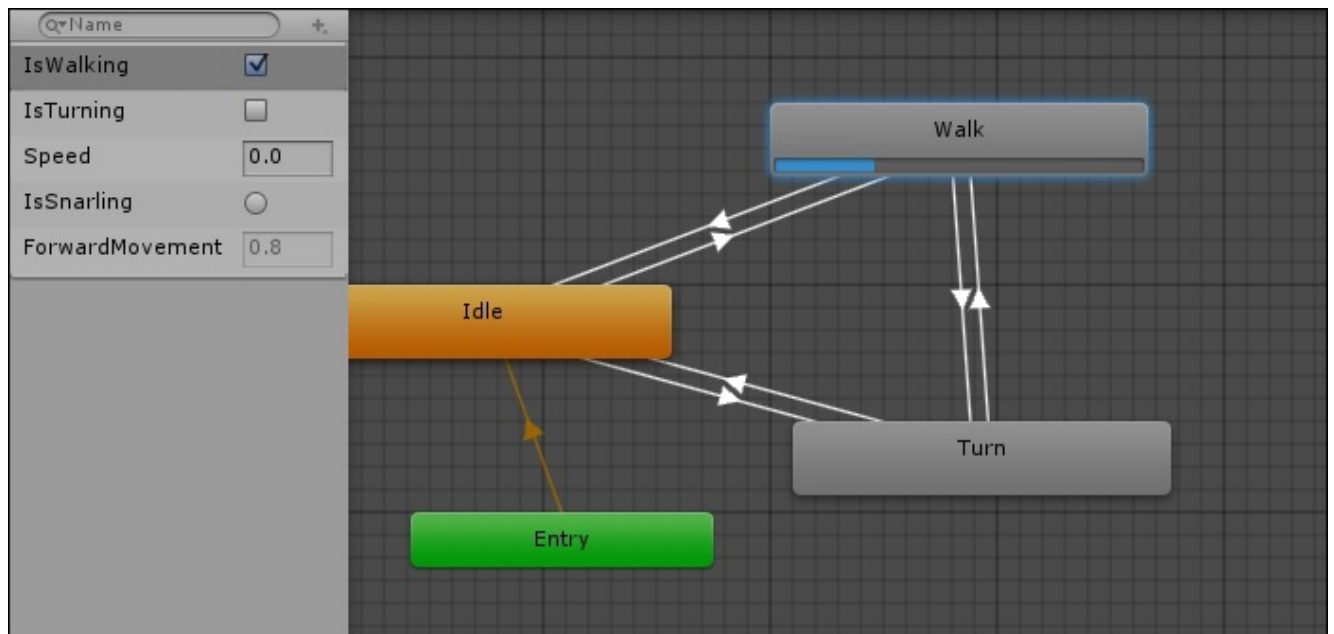 Name
IsWalking
IsTurning
Speed 0.0
IsSnarling
ForwardMovement 0.8
Walk
Idle
Turn
Entry